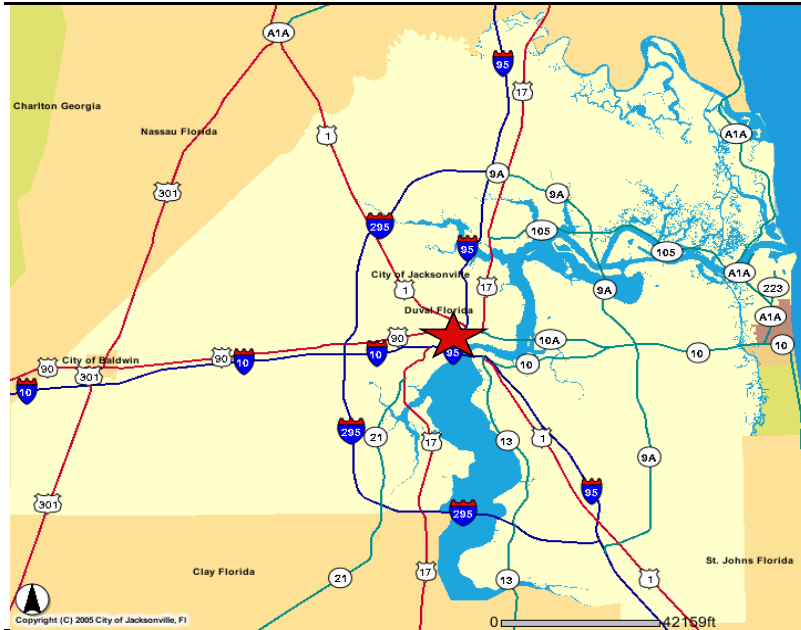 A1A
95
17
Charlton Georgia
Nassau Florida
1
A1A
301
9A
9A
295
105
95
105
City of Jacksonville
A1A
223
1
17
9A
Duval Florida
A1A
90
10A
10
City of Baldwin
90
10
95
10
10
90
301
10
10
21
17
13
1
295
9A
95
301
295
St. Johns Florida
Clay Florida
21
17
13
1
Copyright (C) 2005 City of Jacksonville, Fl
0
42159ft